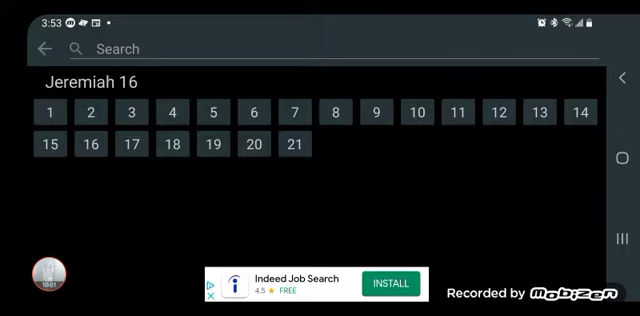 3:53
Search
Jeremiah 16
1 2 3 4 5 6 7 8 9 10 11 12 13 14
15 16 17 18 19 20 21
10:01
Indeed Job Search
4.5 ★ FREE
INSTALL
Recorded by mobizen